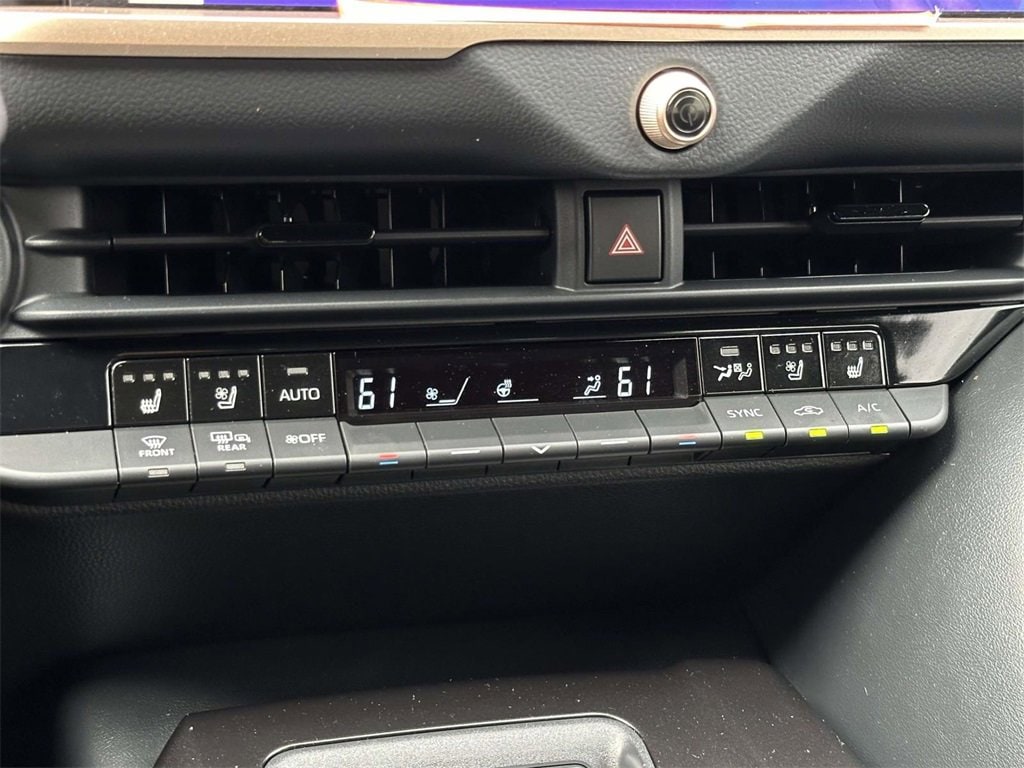 AUTO
61
61
FRONT
REAR
OFF
SYNC
A/C